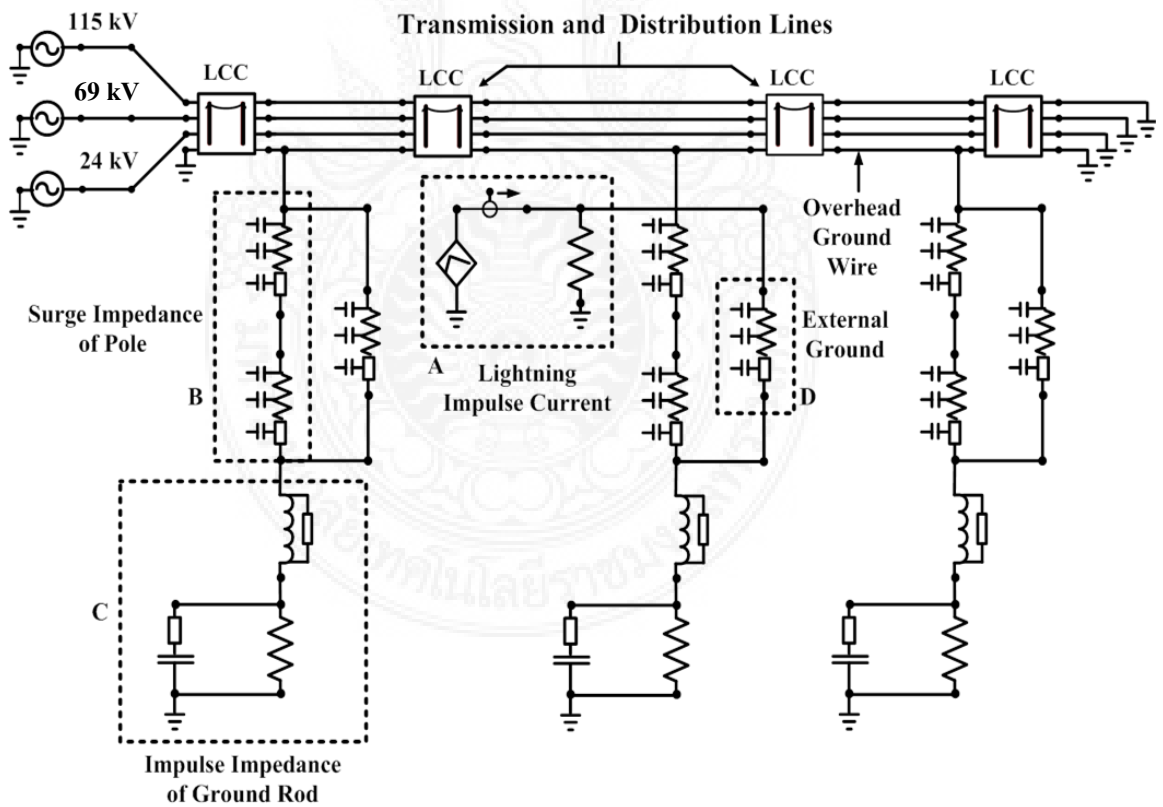 115 kV
Transmission and Distribution Lines
LCC
LCC
LCC
LCC
69 kV
24 kV
Overhead
Ground
Wire
Surge Impedance
of Pole
B
A
Lightning
Impulse Current
External
Ground
D
C
Impulse Impedance
of Ground Rod